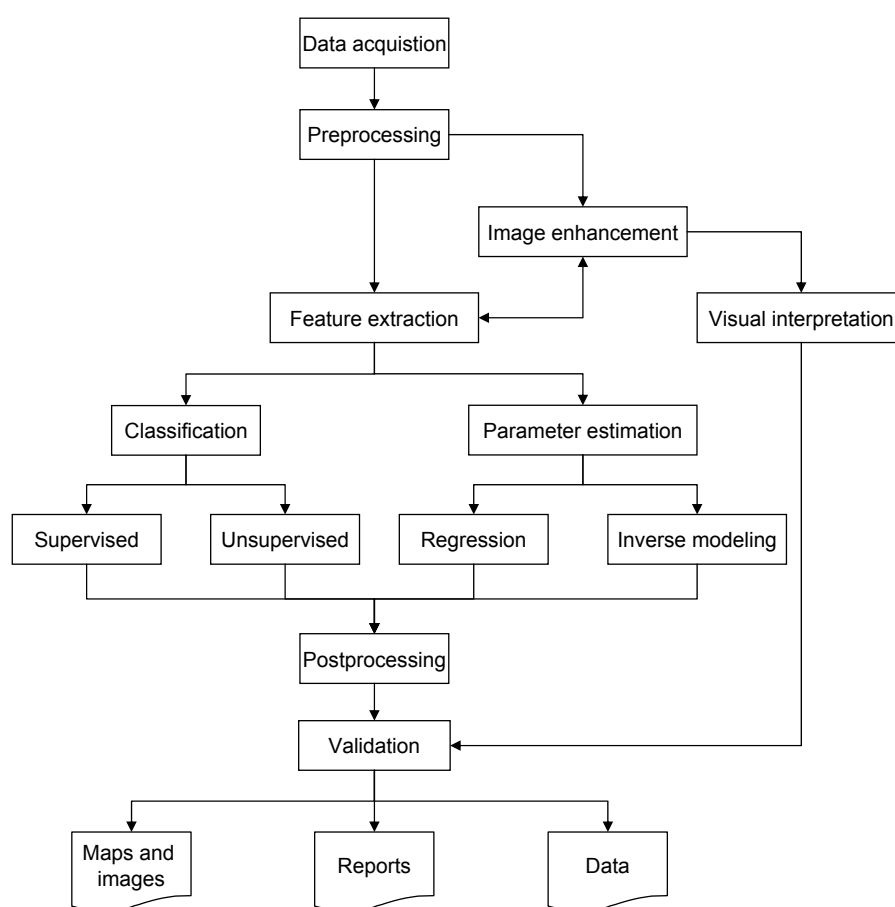 Data acquistion
Preprocessing
Image enhancement
Feature extraction
Visual interpretation
Classification
Parameter estimation
Supervised
Unsupervised
Regression
Inverse modeling
Postprocessing
Validation
Maps and
images
Reports
Data